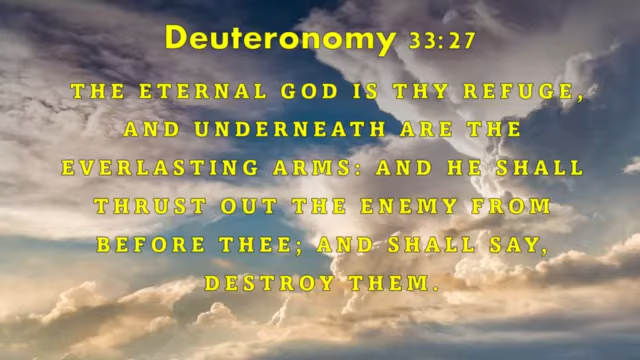 Deuteronomy 33:27
THE ETERNAL GOD IS THY REFUGE,
AND UNDERNEATH ARE THE
EVERLASTING ARMS: AND HE SHALL
THRUST OUT THE ENEMY FROM
BEFORE THEE; AND SHALL SAY,
DESTROY THEM.